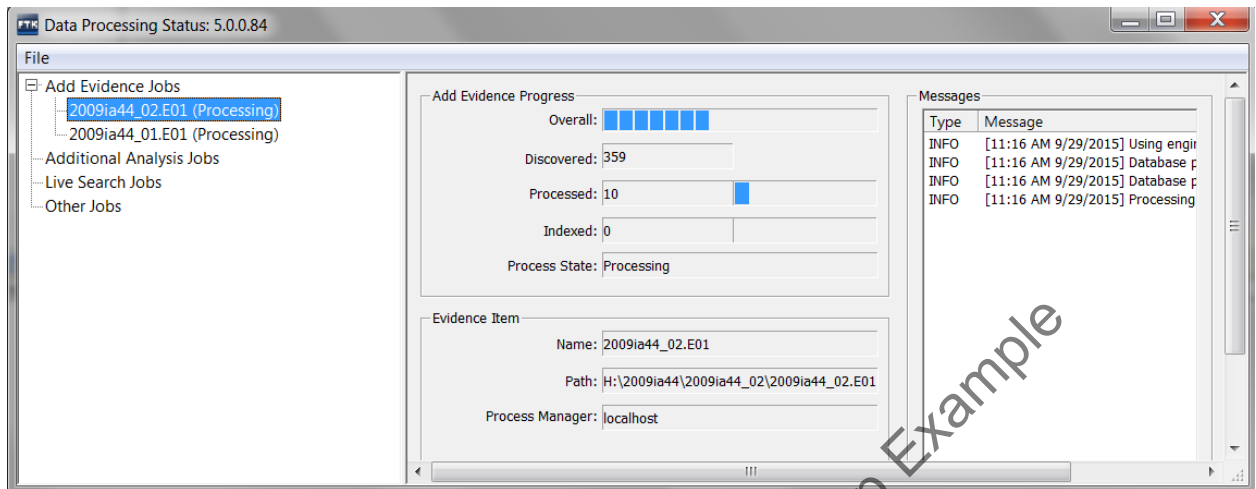 FTK Data Processing Status: 5.0.0.84
File
Add Evidence Jobs
2009ia44_02.E01 (Processing)
2009ia44_01.E01 (Processing)
Additional Analysis Jobs
Live Search Jobs
Other Jobs
Add Evidence Progress
Overall:
Discovered: 359
Processed: 10
Indexed: 0
Process State: Processing
Evidence Item
Name: 2009ia44_02.E01
Path: H:\2009ia44\2009ia44_02\2009ia44_02.E01
Process Manager: localhost
Messages
Type Message
INFO [11:16 AM 9/29/2015] Using engir
INFO [11:16 AM 9/29/2015] Database p
INFO [11:16 AM 9/29/2015] Database p
INFO [11:16 AM 9/29/2015] Processing
Example